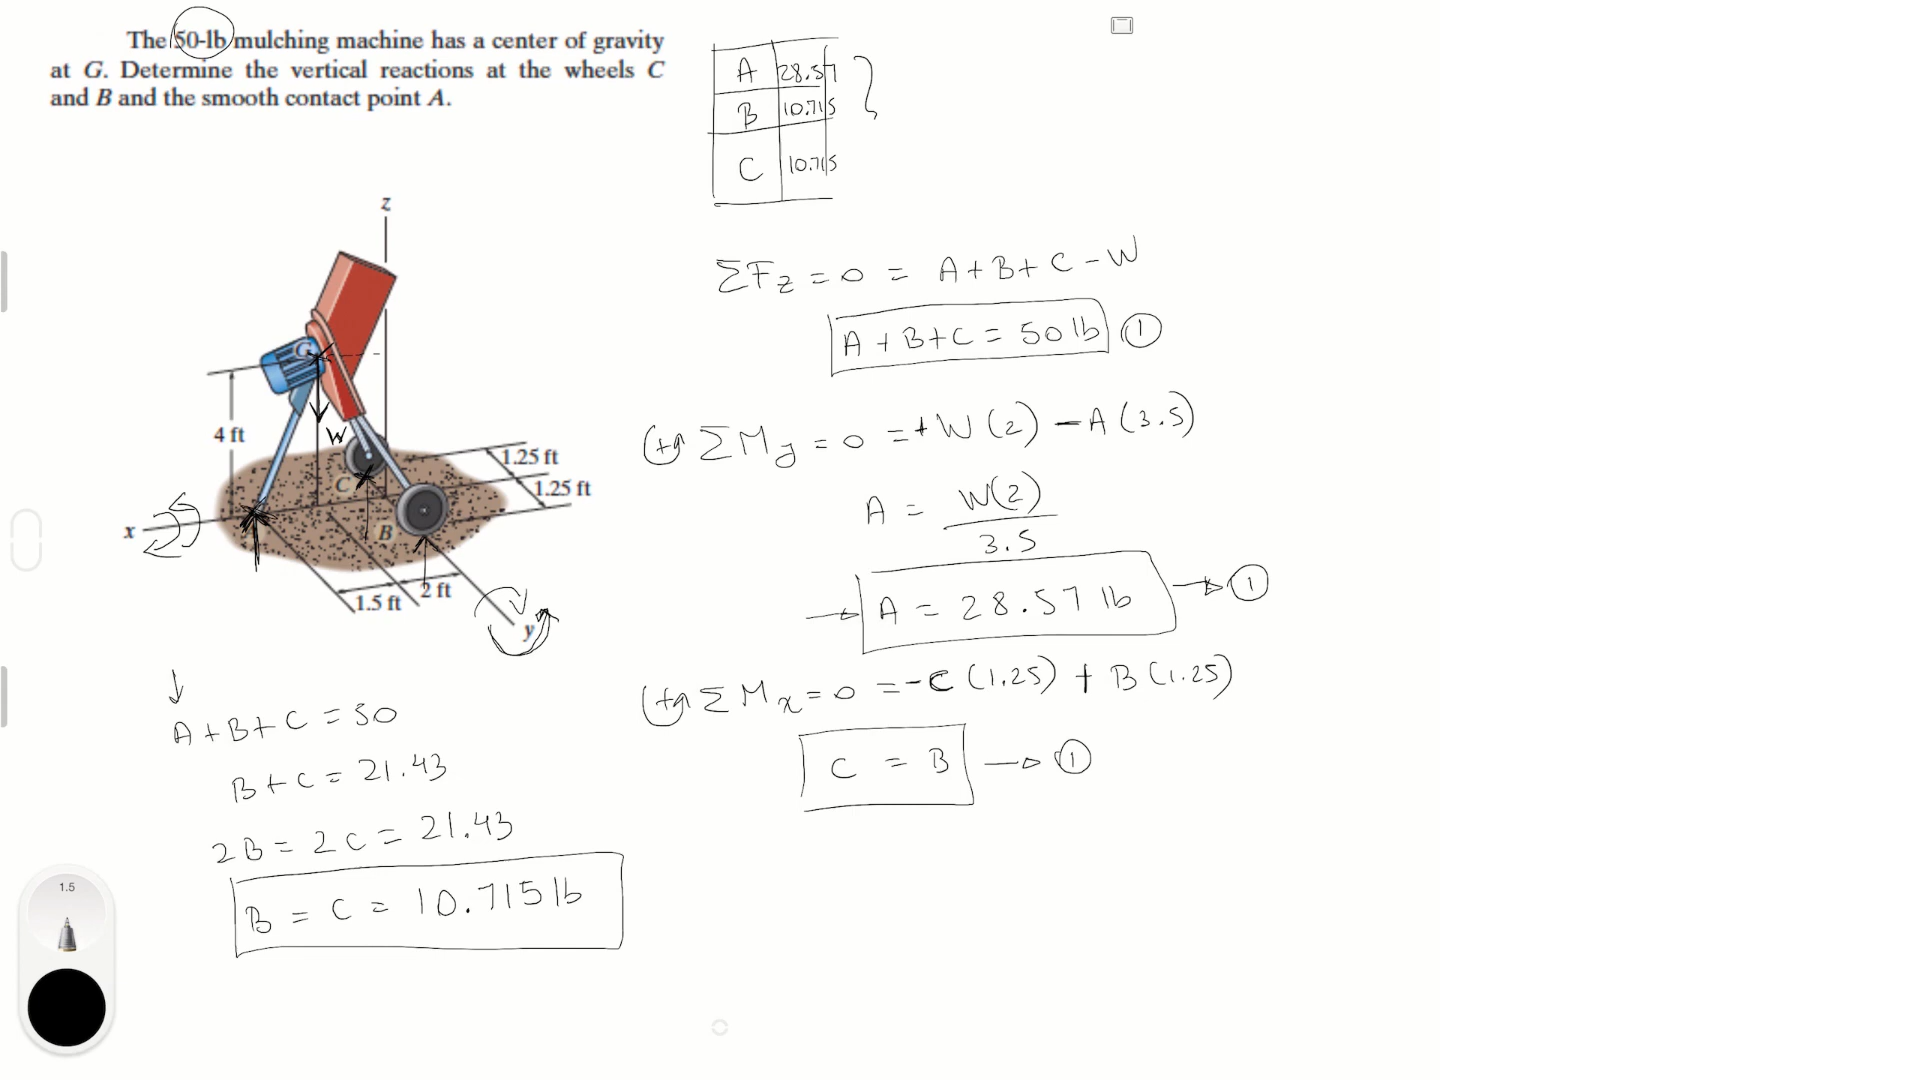 The 50-lb mulching machine has a center of gravity
at G. Determine the vertical reactions at the wheels C
and B and the smooth contact point A.
A 28.57
B 10.715
C 10.715
ΣFz = 0 = A + B + C - W
A + B + C = 50 lb ①
z
G
W
4 ft
1.25 ft
1.25 ft
C
B
x
1.5 ft
2 ft
y
ΣMy = 0 = + W (2) - A (3.5)
A = W(2)
3.5
A = 28.57 lb → ①
ΣMx = 0 = - C (1.25) + B (1.25)
C = B → ①
A + B + C = 50
B + C = 21.43
2B = 2C = 21.43
B = C = 10.715 lb
1.5